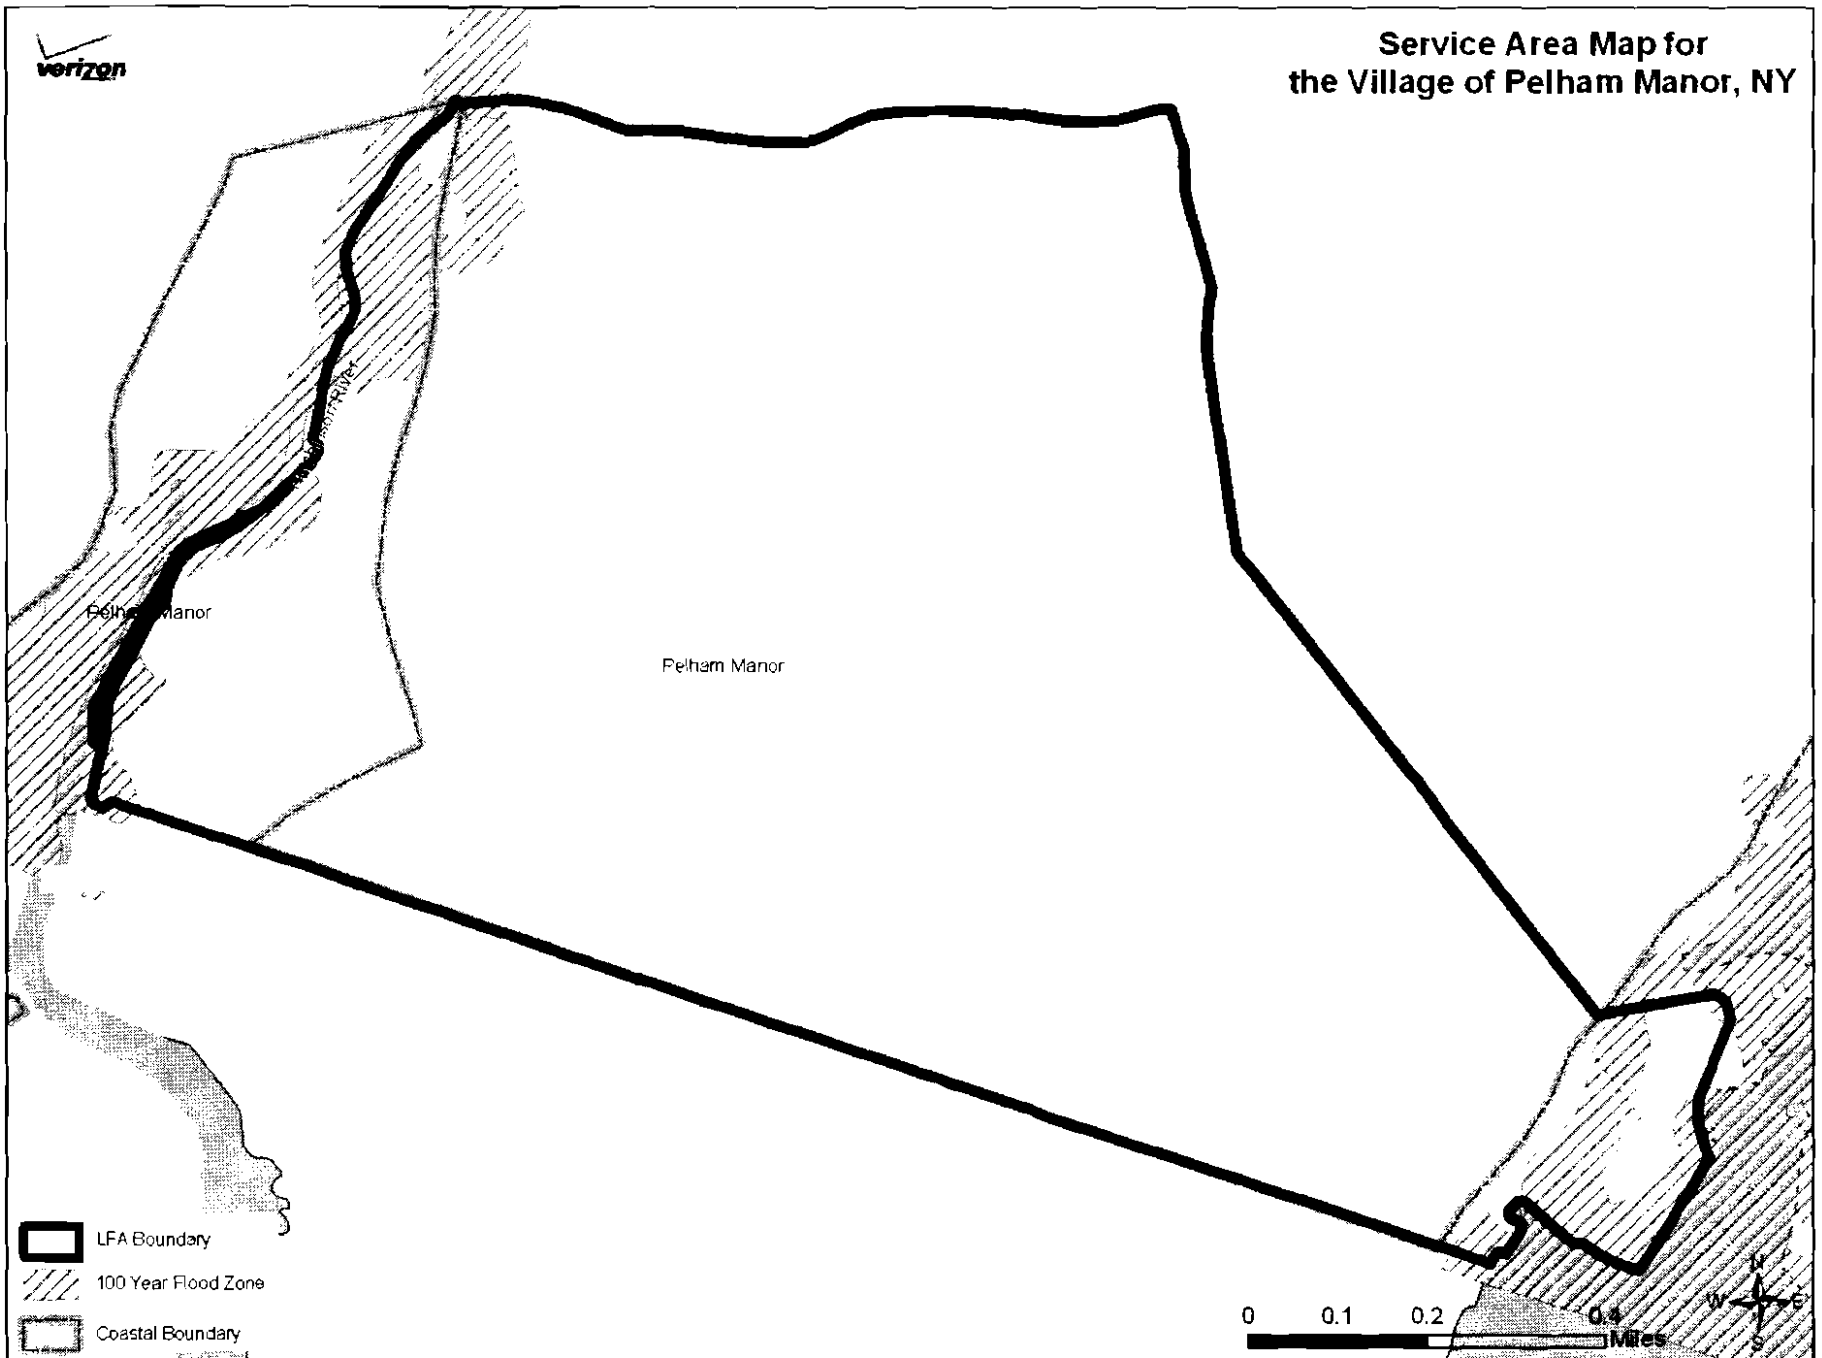 verizon
Service Area Map for
the Village of Pelham Manor, NY
River
Manor
Pelham Manor
LFA Boundary
100 Year Flood Zone
Coastal Boundary
0 0.1 0.2 0.4
Miles
N
W E
S